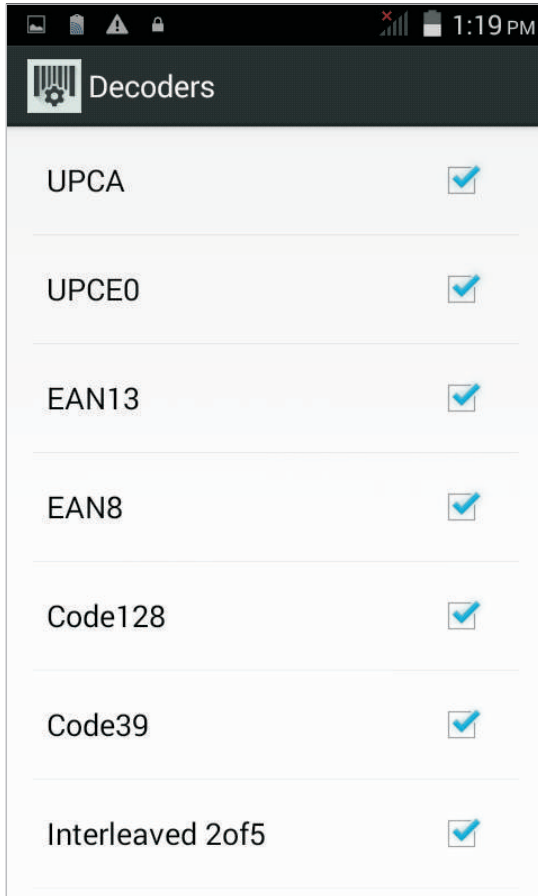 1:19 PM
Decoders
UPCA
UPCE0
EAN13
EAN8
Code128
Code39
Interleaved 2of5